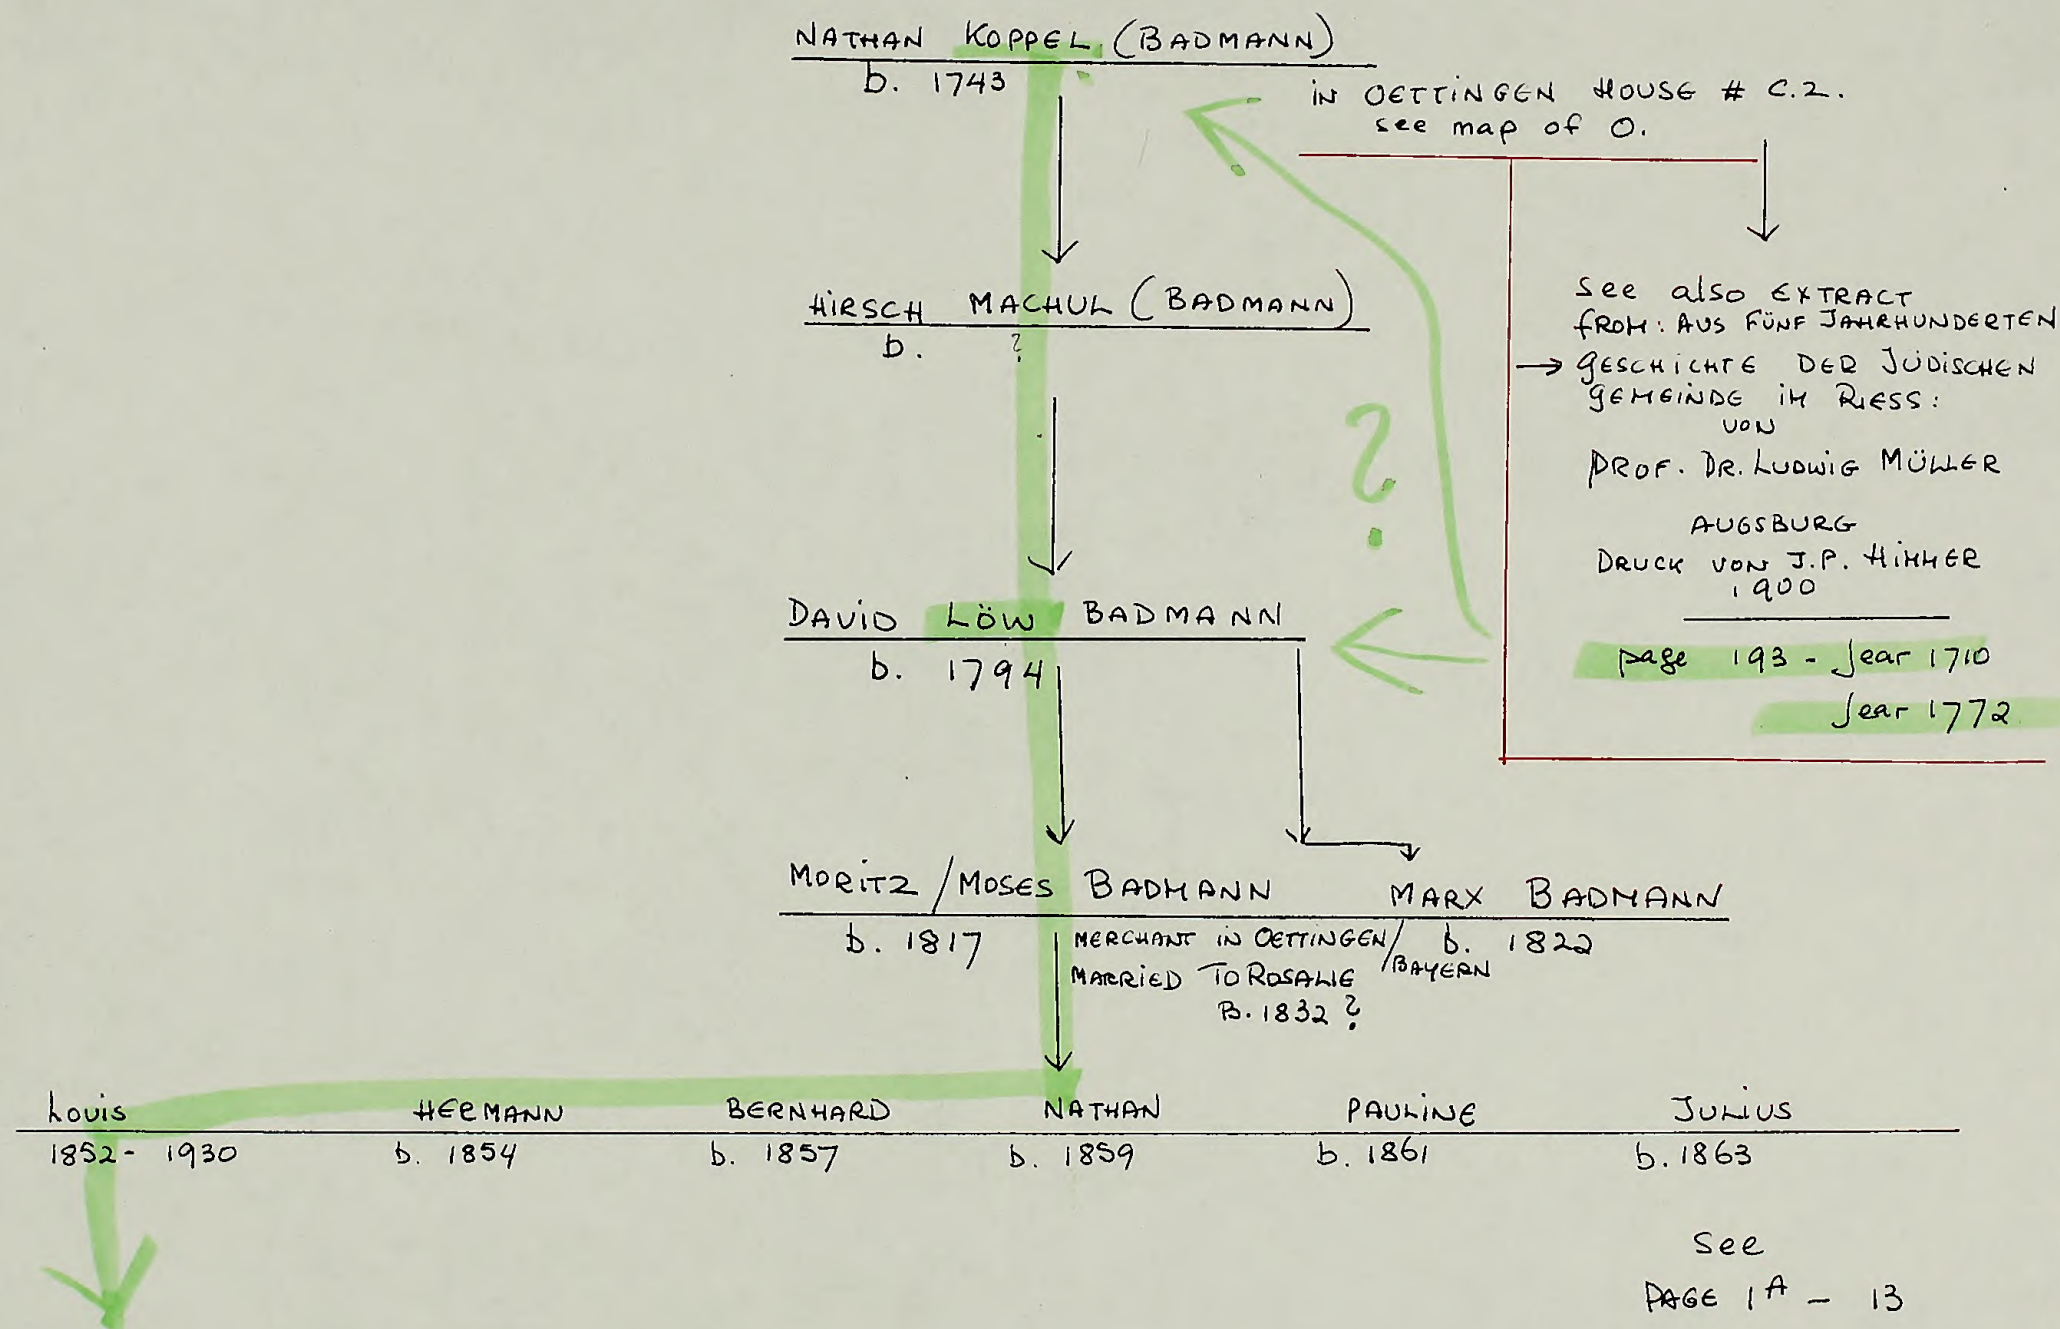 NATHAN KOPPEL (BADMANN)
b. 1743 ?
IN OETTINGEN HOUSE # C.2.
see map of O.
HIRSCH MACHUL (BADMANN)
b. ?
See also EXTRACT
FROM: AUS FÜNF JAHRHUNDERTEN
GESCHICHTE DER JÜDISCHEN
GEMEINDE IM RIESS:
VON
PROF. DR. LUDWIG MÜLLER
AUGSBURG
DRUCK VON J.P. HIMMER
1900
?
page 193 - Jear 1710
Jear 1772
DAVID LÖW BADMANN
b. 1794
MORITZ / MOSES BADMANN MARX BADMANN
b. 1817 MERCHANT IN OETTINGEN/ b. 1822
MARRIED TO ROSALIE /BAYERN
B. 1832 ?
Louis HERMANN BERNHARD NATHAN PAULINE JULIUS
1852 - 1930 b. 1854 b. 1857 b. 1859 b. 1861 b. 1863
See
PAGE 1A - 13